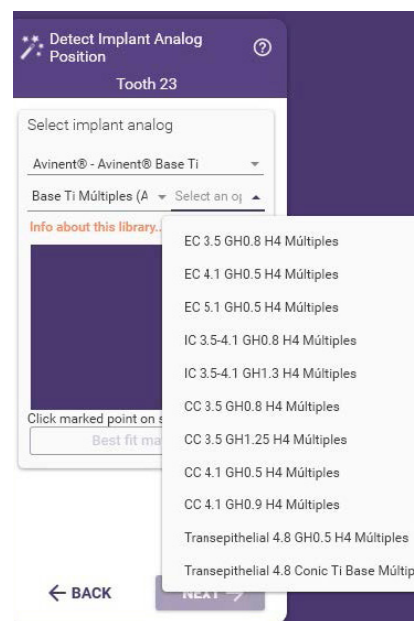 Detect Implant Analog
Position
Tooth 23
Select implant analog
Avinent® - Avinent® Base Ti
Base Ti Múltiples (A Select an o
Info about this library..
EC 3.5 GH0.8 H4 Múltiples
EC 4.1 GH0.5 H4 Múltiples
EC 5.1 GH0.5 H4 Múltiples
IC 3.5-4.1 GH0.8 H4 Múltiples
IC 3.5-4.1 GH1.3 H4 Múltiples
CC 3.5 GH0.8 H4 Múltiples
CC 3.5 GH1.25 H4 Múltiples
CC 4.1 GH0.5 H4 Múltiples
CC 4.1 GH0.9 H4 Múltiples
Transepithelial 4.8 GH0.5 H4 Múltiples
Transepithelial 4.8 Conic Ti Base Múltip
Click marked point on s
Best fit ma
BACK
NEXT